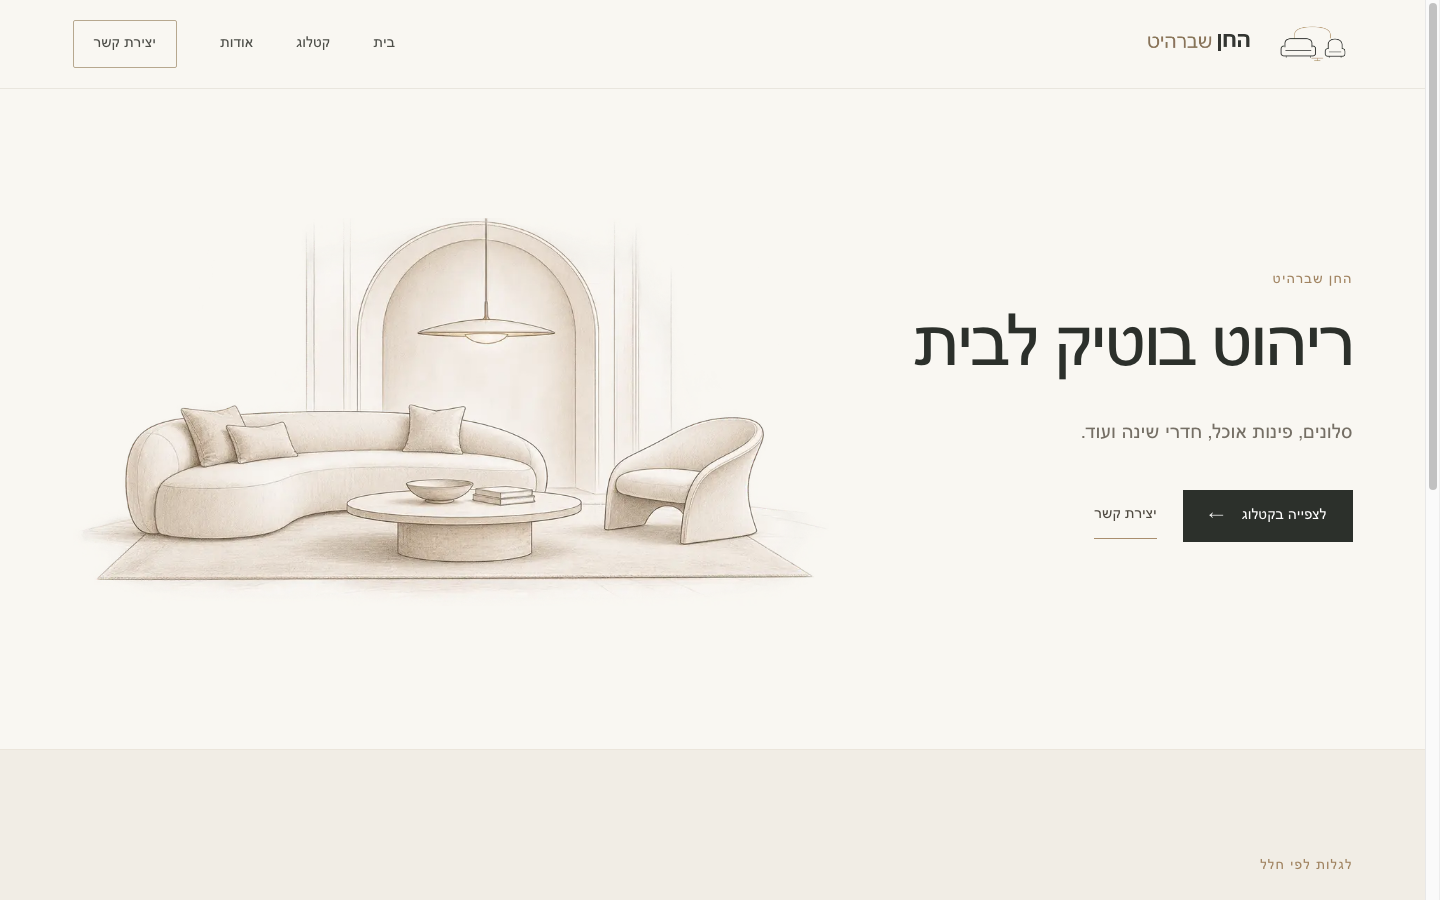 החן שברהיט
בית
קטלוג
אודות
יצירת קשר
החן שברהיט
ריהוט בוטיק לבית
סלונים, פינות אוכל, חדרי שינה ועוד.
לצפייה בקטלוג ←
יצירת קשר
לגלות לפי חלל